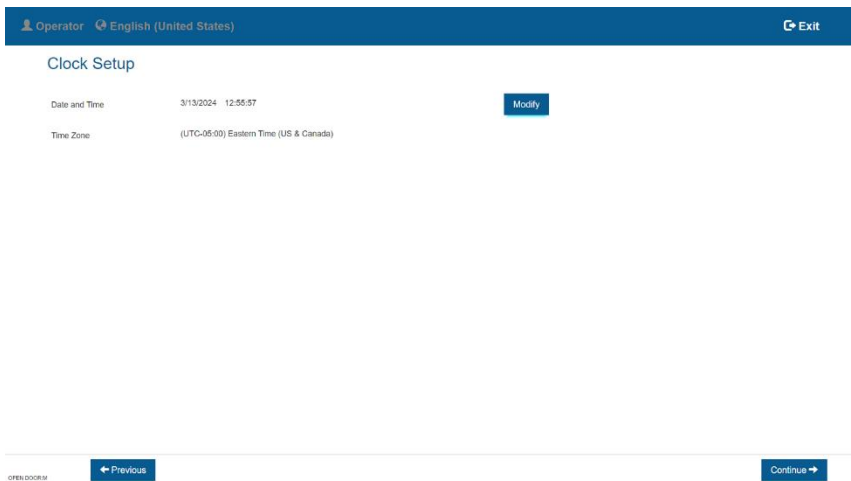 Operator English (United States) Exit
Clock Setup
Date and Time 3/13/2024 12:55:57 Modify
Time Zone (UTC-05:00) Eastern Time (US & Canada)
Previous Continue
OPEN DOOR:M